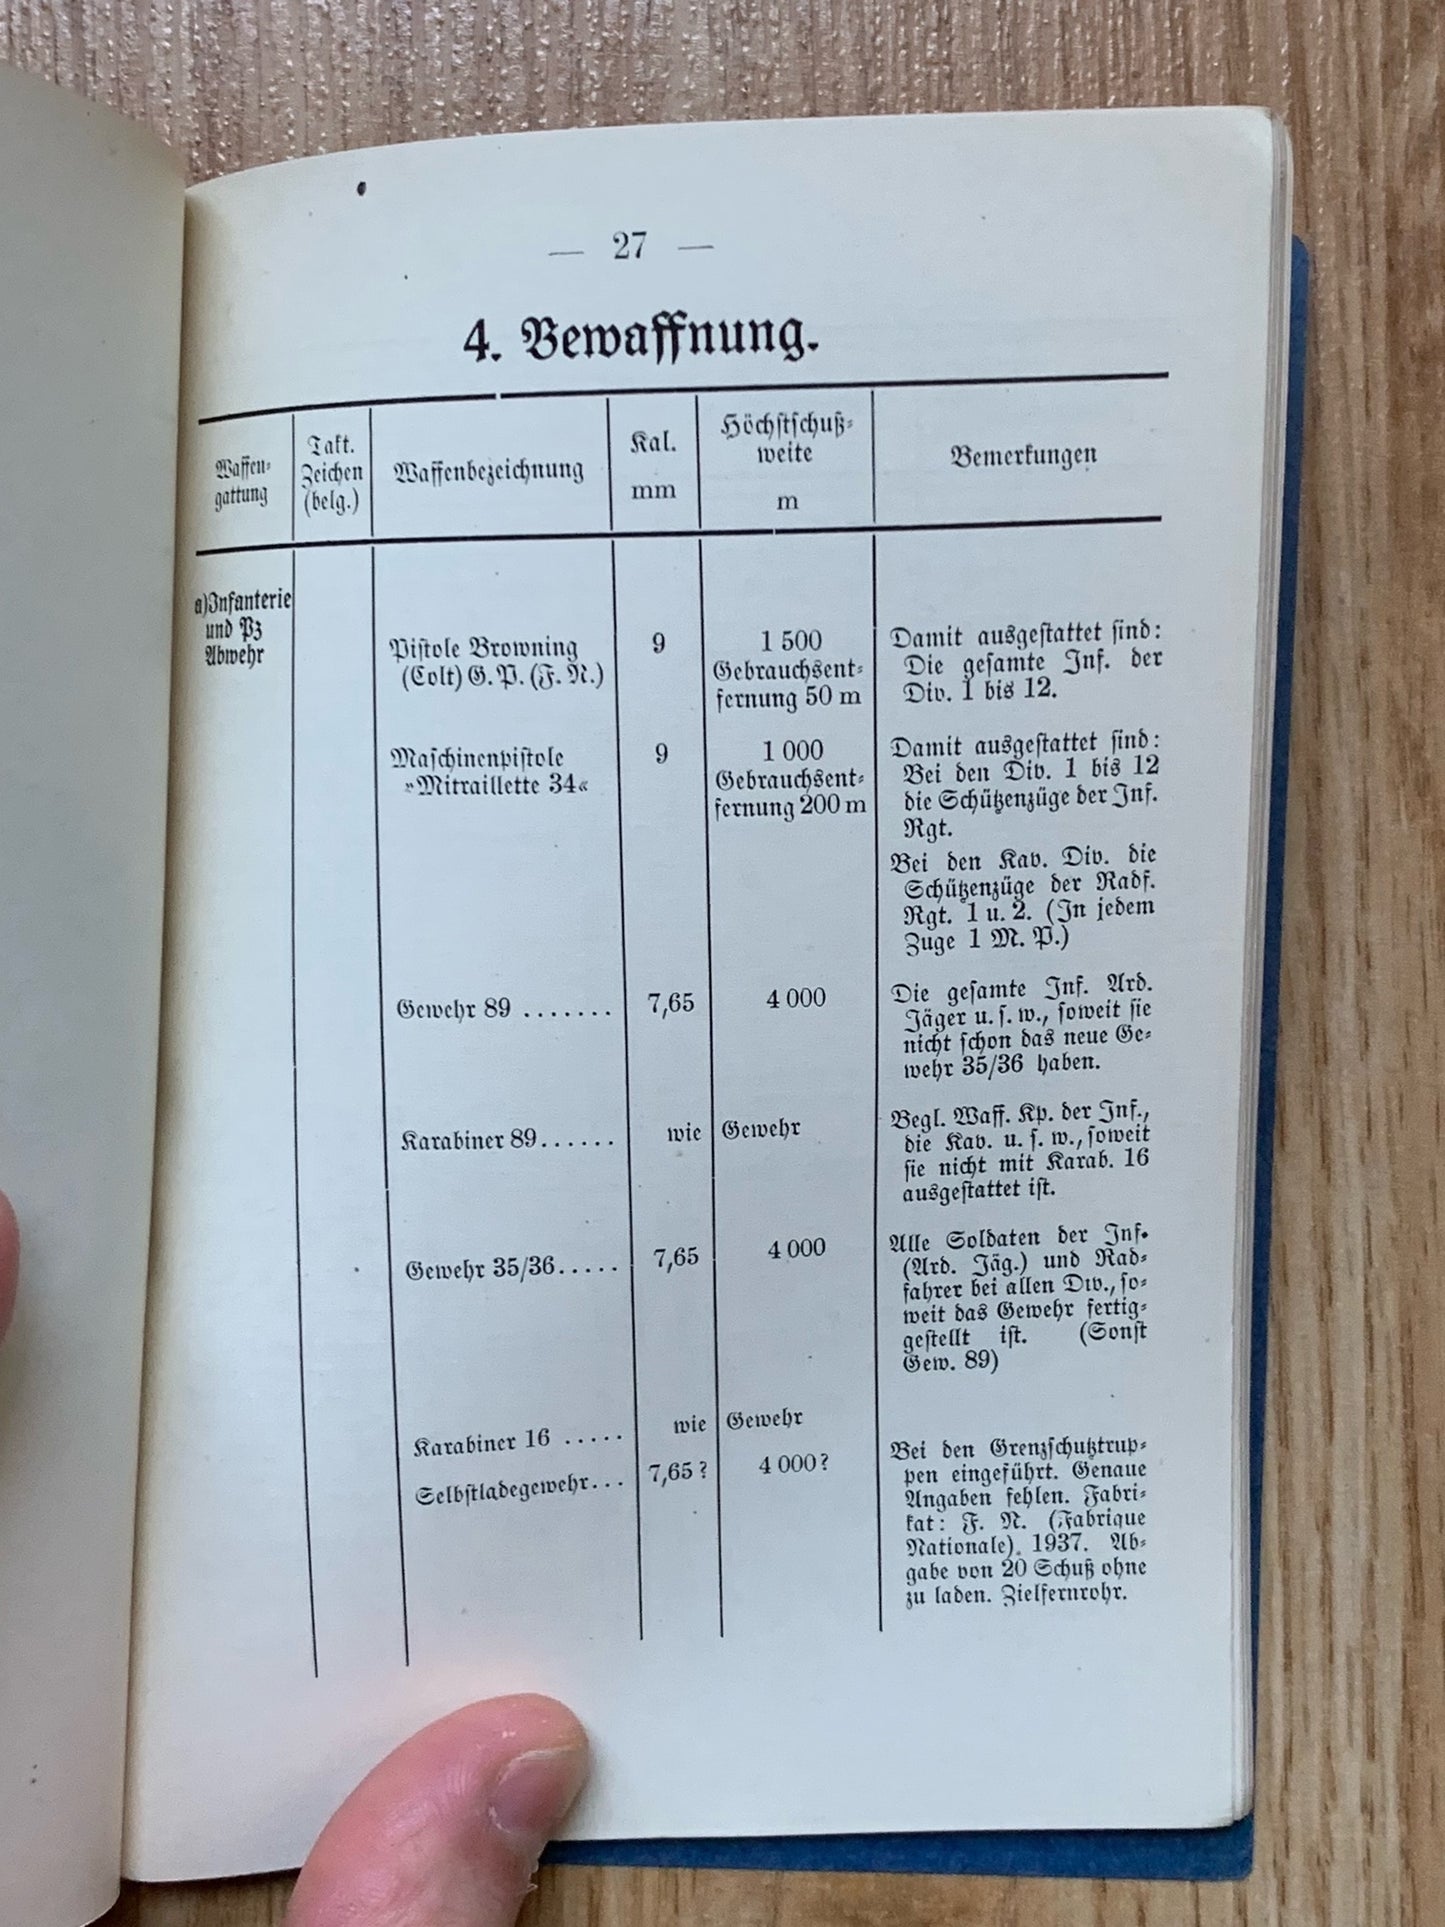 — 27 —
4. Bewaffnung.
Waffen-
gattung
Takt.
Zeichen
(belg.)
Waffenbezeichnung
Kal.
mm
Höchstschuß-
weite
m
Bemerkungen
a) Infanterie
und Pz
Abwehr
Pistole Browning
(Colt) G. P. (F. N.)
9
1 500
Gebrauchsent-
fernung 50 m
Damit ausgestattet sind:
Die gesamte Inf. der
Div. 1 bis 12.
Maschinenpistole
»Mitraillette 34«
9
1 000
Gebrauchsent-
fernung 200 m
Damit ausgestattet sind:
Bei den Div. 1 bis 12
die Schützenzüge der Inf.
Rgt.
Bei den Kav. Div. die
Schützenzüge der Radf.
Rgt. 1 u. 2. (In jedem
Zuge 1 M. P.)
Gewehr 89 .......
7,65
4 000
Die gesamte Inf. Ard.
Jäger u. s. w., soweit sie
nicht schon das neue Ge-
wehr 35/36 haben.
Karabiner 89......
wie Gewehr
Begl. Waff. Kp. der Inf.,
die Kav. u. s. w., soweit
sie nicht mit Karab. 16
ausgestattet ist.
Gewehr 35/36.....
7,65
4 000
Alle Soldaten der Inf.
(Ard. Jäg.) und Rad-
fahrer bei allen Div., so-
weit das Gewehr fertig-
gestellt ist. (Sonst
Gew. 89)
Karabiner 16 .....
wie Gewehr
Selbstladegewehr...
7,65?
4 000?
Bei den Grenzschutztrup-
pen eingeführt. Genaue
Angaben fehlen. Fabri-
kat: F. N. (Fabrique
Nationale). 1937. Ab-
gabe von 20 Schuß ohne
zu laden. Zielfernrohr.